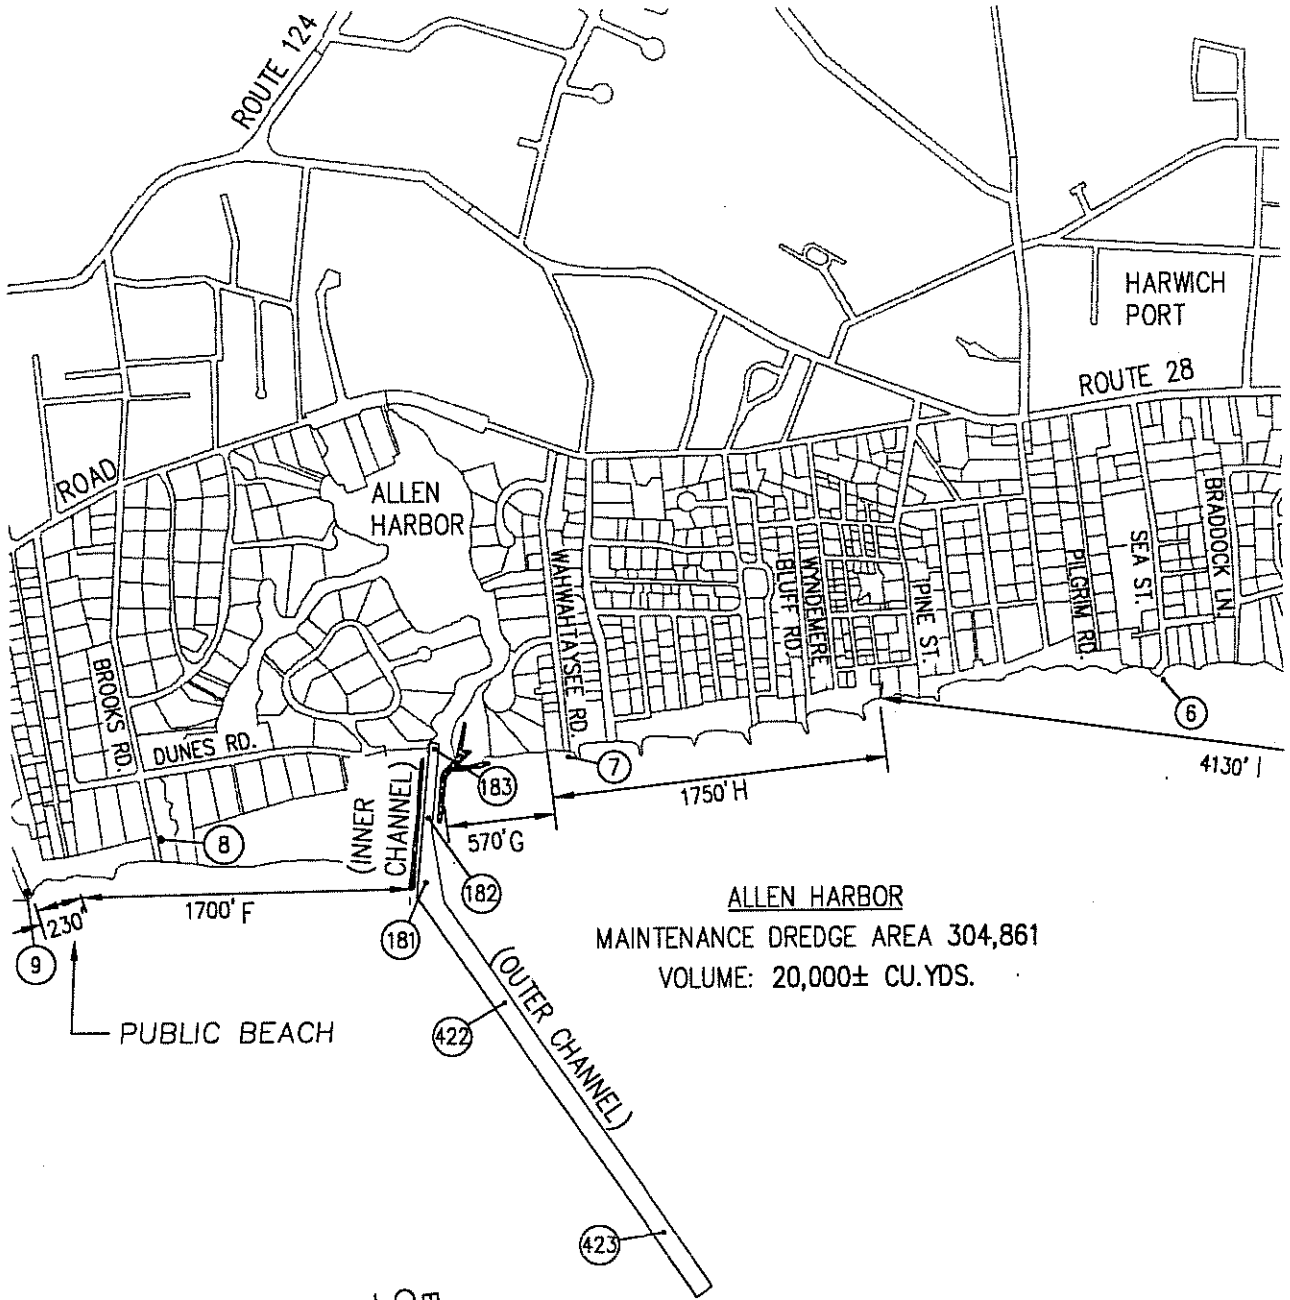 ROUTE 124
HARWICH
PORT
ROUTE 28
ROAD
ALLEN
HARBOR
BROOKS RD.
DUNES RD.
WAHWAHTAYSEE RD.
BLUFF RD.
WYNDEMERE
PINE ST.
PILGRIM RD.
SEA ST.
BRADDOCK LN.
6
7
8
9
183
182
181
422
423
(INNER
CHANNEL)
(OUTER CHANNEL)
230'
1700' F
570' G
1750' H
4130' I
PUBLIC BEACH
ALLEN HARBOR
MAINTENANCE DREDGE AREA 304,861
VOLUME: 20,000± CU.YDS.